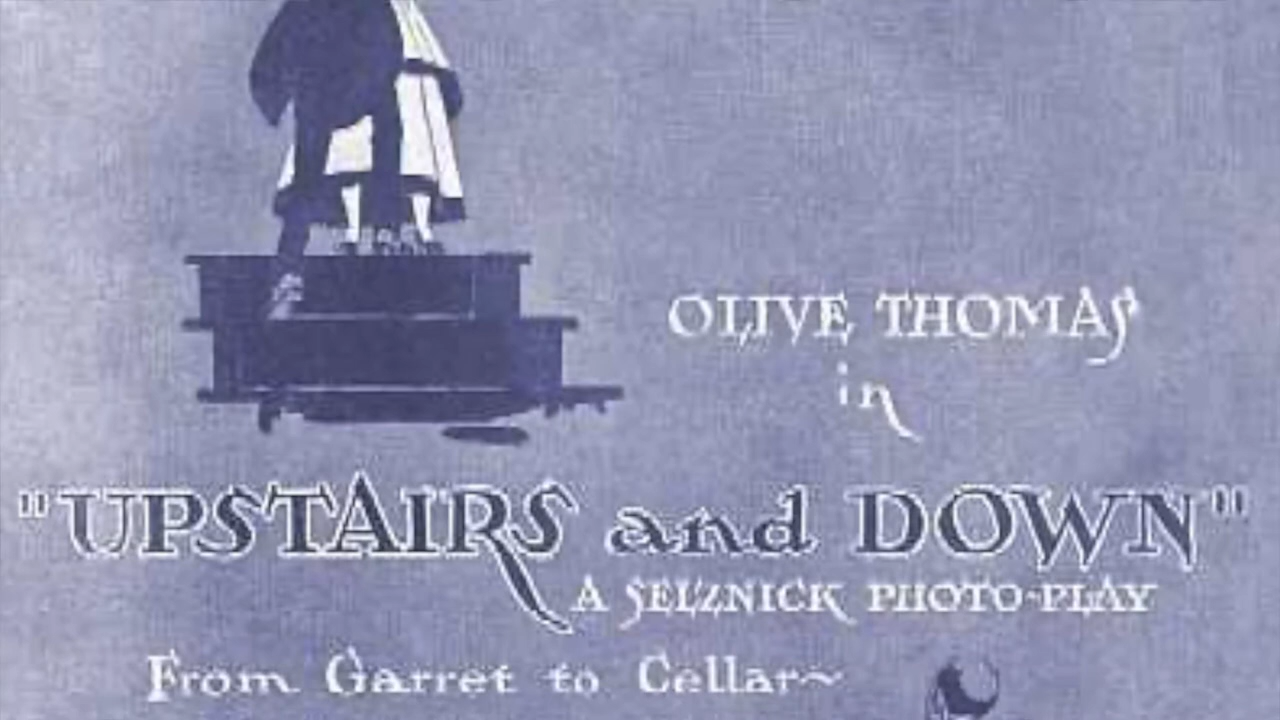 OLIVE THOMAS
in
"UPSTAIRS and DOWN"
A SELZNICK PHOTO-PLAY
From Garret to Cellar~